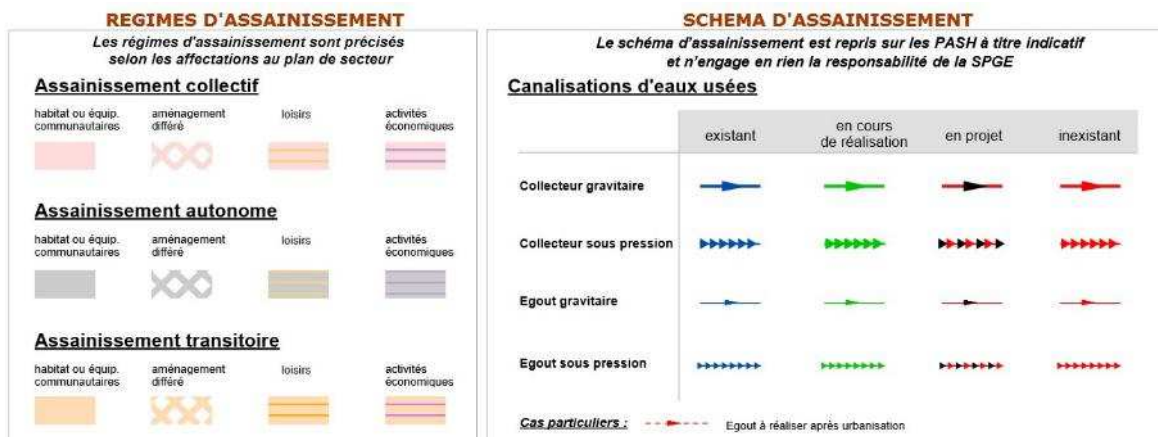 REGIMES D'ASSAINISSEMENT
Les régimes d'assainissement sont précisés
selon les affectations au plan de secteur
Assainissement collectif
habitat ou équip.
communautaires
aménagement
différé
loisirs
activités
économiques
Assainissement autonome
habitat ou équip.
communautaires
aménagement
différé
loisirs
activités
économiques
Assainissement transitoire
habitat ou équip.
communautaires
aménagement
différé
loisirs
activités
économiques
SCHEMA D'ASSAINISSEMENT
Le schéma d'assainissement est repris sur les PASH à titre indicatif
et n'engage en rien la responsabilité de la SPGE
Canalisations d'eaux usées
existant
en cours
de réalisation
en projet
inexistant
Collecteur gravitaire
Collecteur sous pression
Egout gravitaire
Egout sous pression
Cas particuliers :
Egout à réaliser après urbanisation